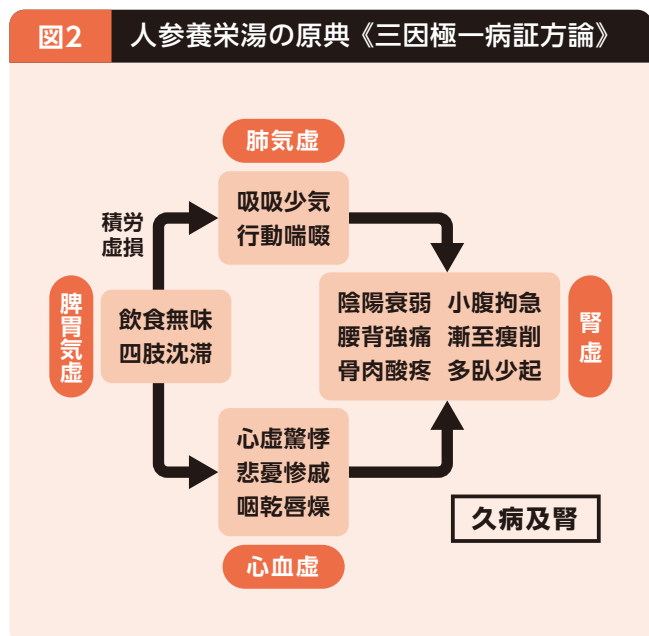 図2 人参養栄湯の原典《三因極一病証方論》
肺気虚
吸吸少気
行動喘啜
積労
虚損
脾胃気虚
飲食無味
四肢沈滞
陰陽衰弱 小腹拘急
腰背強痛 漸至痩削
骨肉酸疼 多臥少起
腎虚
心虚驚悸
悲憂惨戚
咽乾唇燥
心血虚
久病及腎